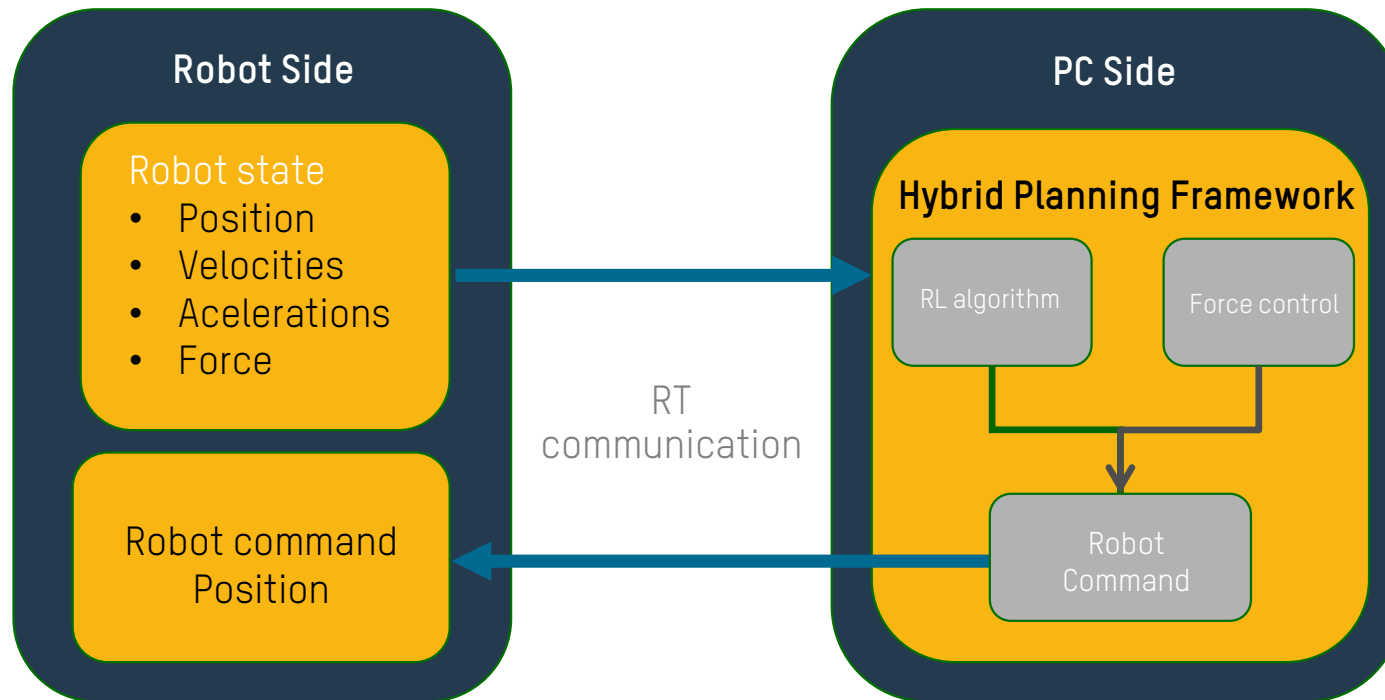 Robot Side
Robot state
• Position
• Velocities
• Acelerations
• Force
Robot command
Position
RT
communication
PC Side
Hybrid Planning Framework
RL algorithm
Force control
Robot
Command